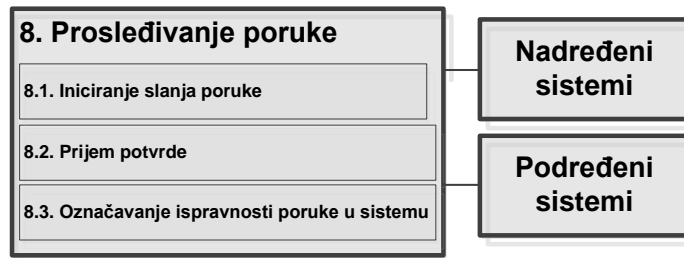 8. Prosleđivanje poruke
8.1. Iniciranje slanja poruke
8.2. Prijem potvrde
8.3. Označavanje ispravnosti poruke u sistemu
Nadređeni
sistemi
Podređeni
sistemi